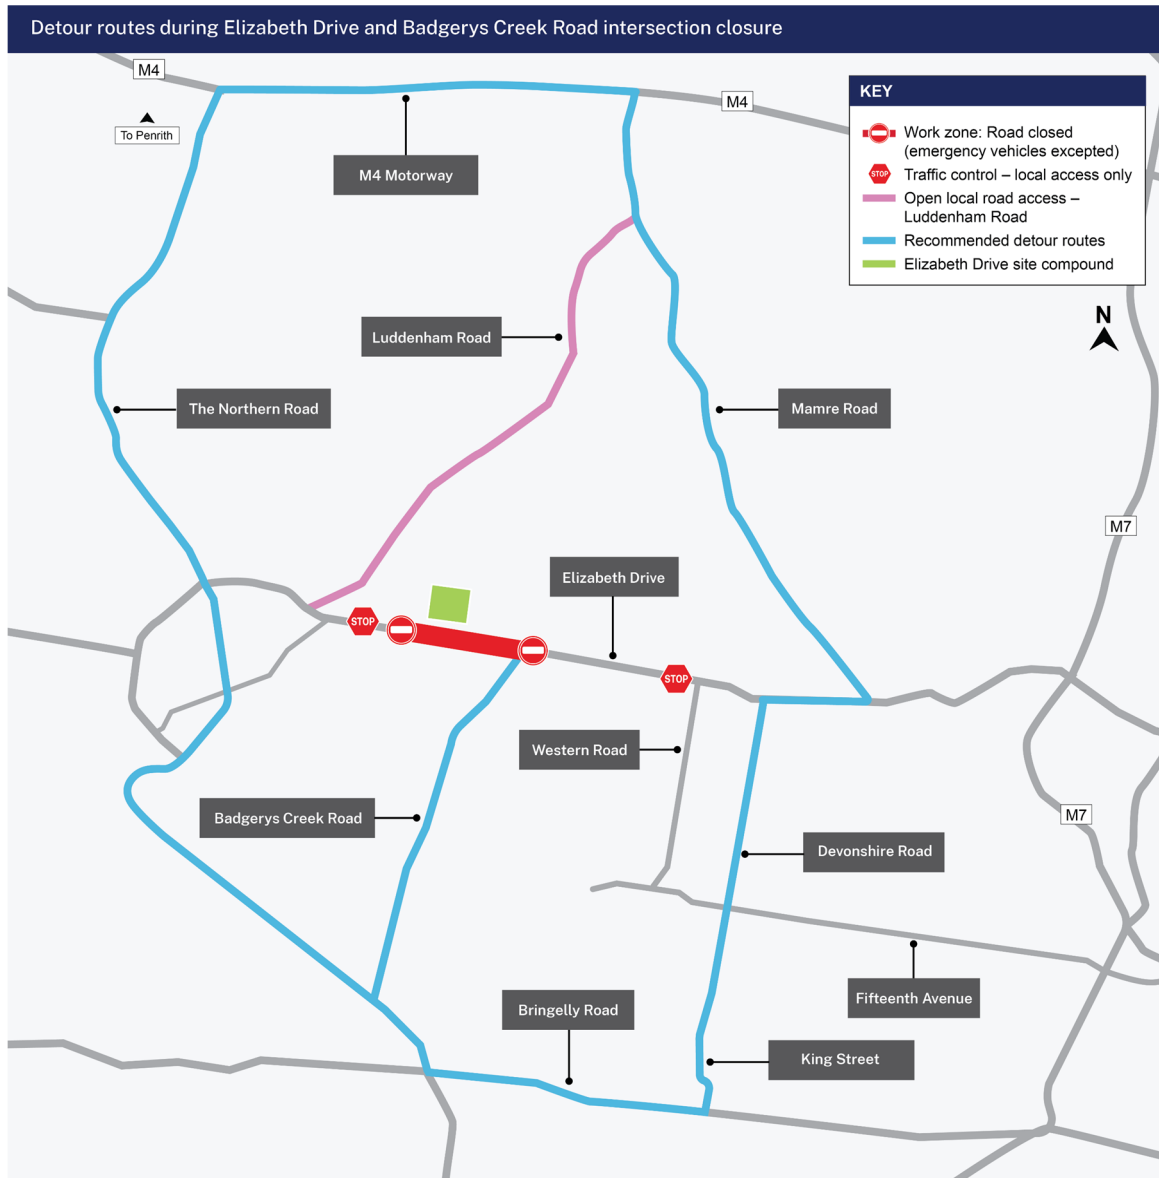 Detour routes during Elizabeth Drive and Badgerys Creek Road intersection closure
M4
To Penrith
M4
M4 Motorway
KEY
Work zone: Road closed
(emergency vehicles excepted)
STOP
Traffic control – local access only
Open local road access –
Luddenham Road
Recommended detour routes
Elizabeth Drive site compound
N
Luddenham Road
The Northern Road
Mamre Road
M7
Elizabeth Drive
STOP
STOP
Western Road
Badgerys Creek Road
M7
Devonshire Road
Fifteenth Avenue
Bringelly Road
King Street